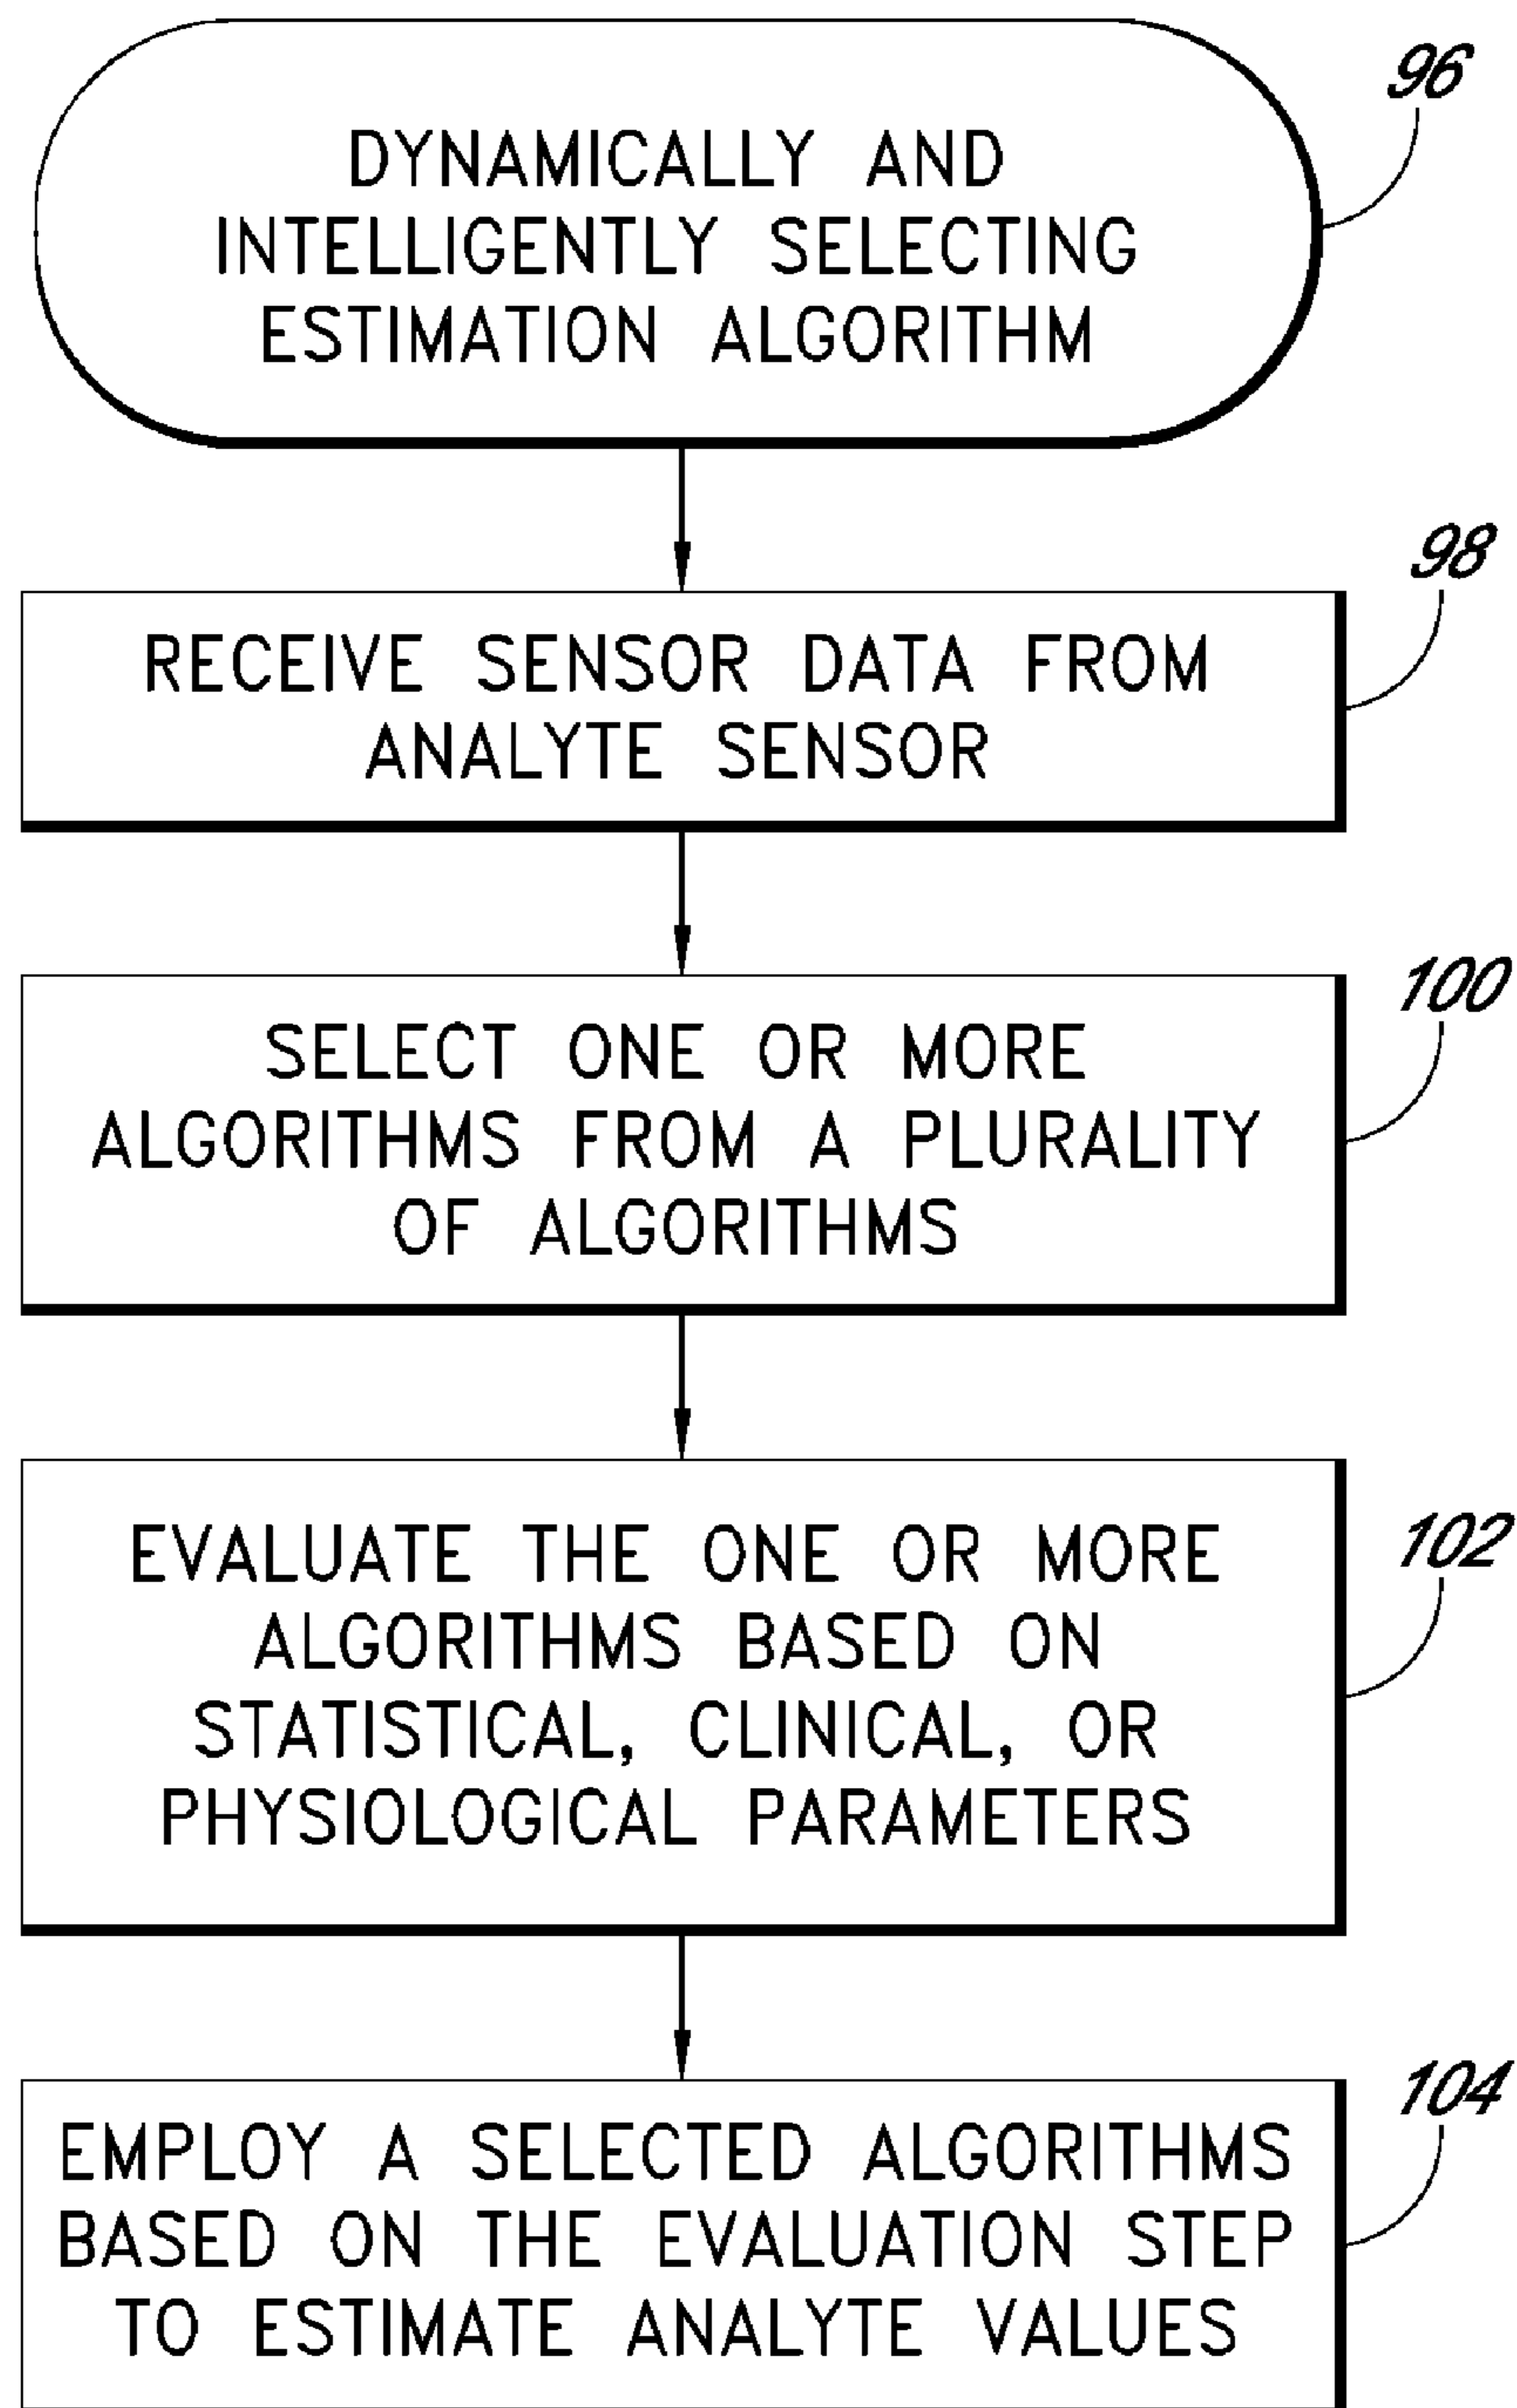 96
DYNAMICALLY AND
INTELLIGENTLY SELECTING
ESTIMATION ALGORITHM
98
RECEIVE SENSOR DATA FROM
ANALYTE SENSOR
100
SELECT ONE OR MORE
ALGORITHMS FROM A PLURALITY
OF ALGORITHMS
102
EVALUATE THE ONE OR MORE
ALGORITHMS BASED ON
STATISTICAL, CLINICAL, OR
PHYSIOLOGICAL PARAMETERS
104
EMPLOY A SELECTED ALGORITHMS
BASED ON THE EVALUATION STEP
TO ESTIMATE ANALYTE VALUES